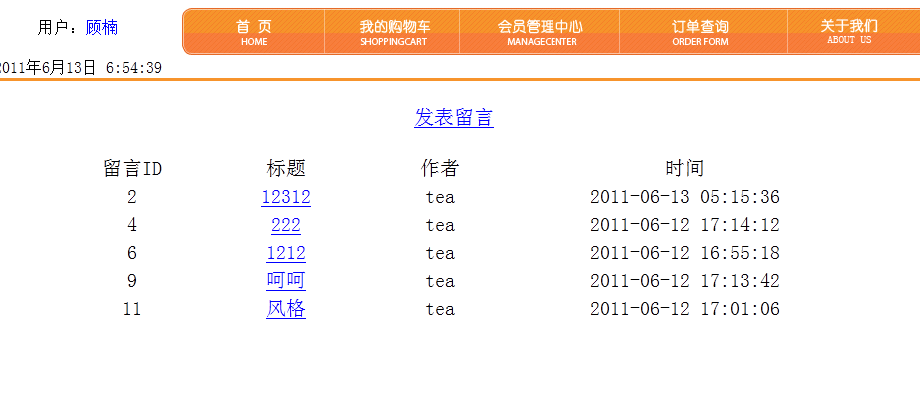 用户：顾楠
首 页 我的购物车 会员管理中心 订单查询 关于我们
HOME SHOPPINGCART MANAGECENTER ORDER FORM ABOUT US
2011年6月13日 6:54:39
发表留言
留言ID 标题 作者 时间
2 12312 tea 2011-06-13 05:15:36
4 222 tea 2011-06-12 17:14:12
6 1212 tea 2011-06-12 16:55:18
9 呵呵 tea 2011-06-12 17:13:42
11 风格 tea 2011-06-12 17:01:06